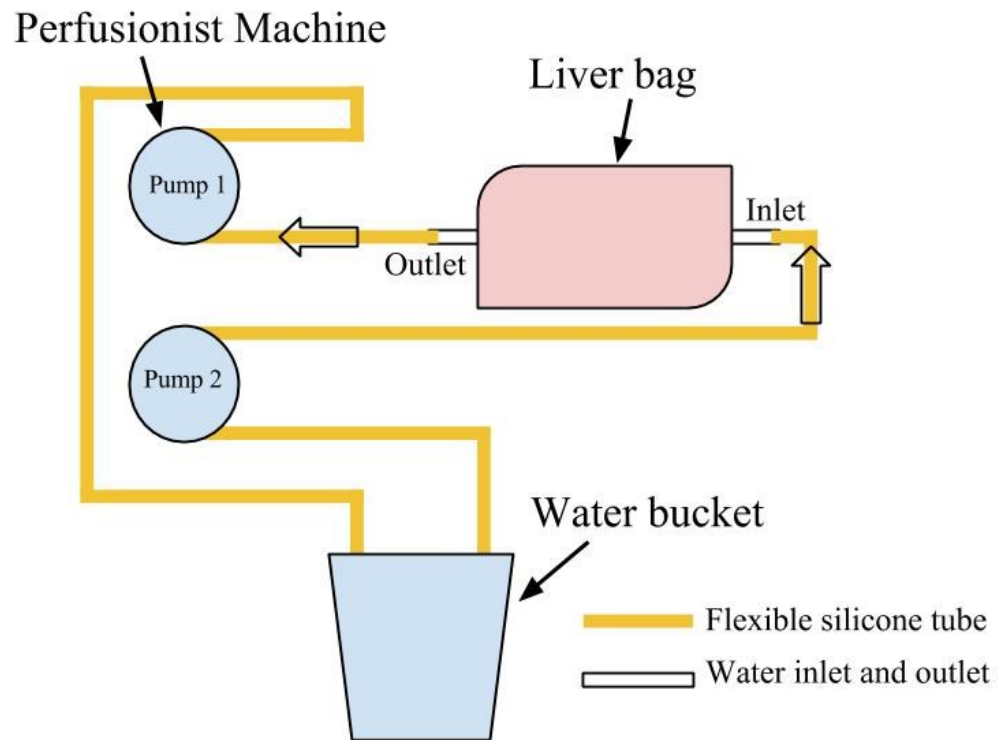 Perfusionist Machine
Liver bag
Pump 1
Inlet
Outlet
Pump 2
Water bucket
Flexible silicone tube
Water inlet and outlet